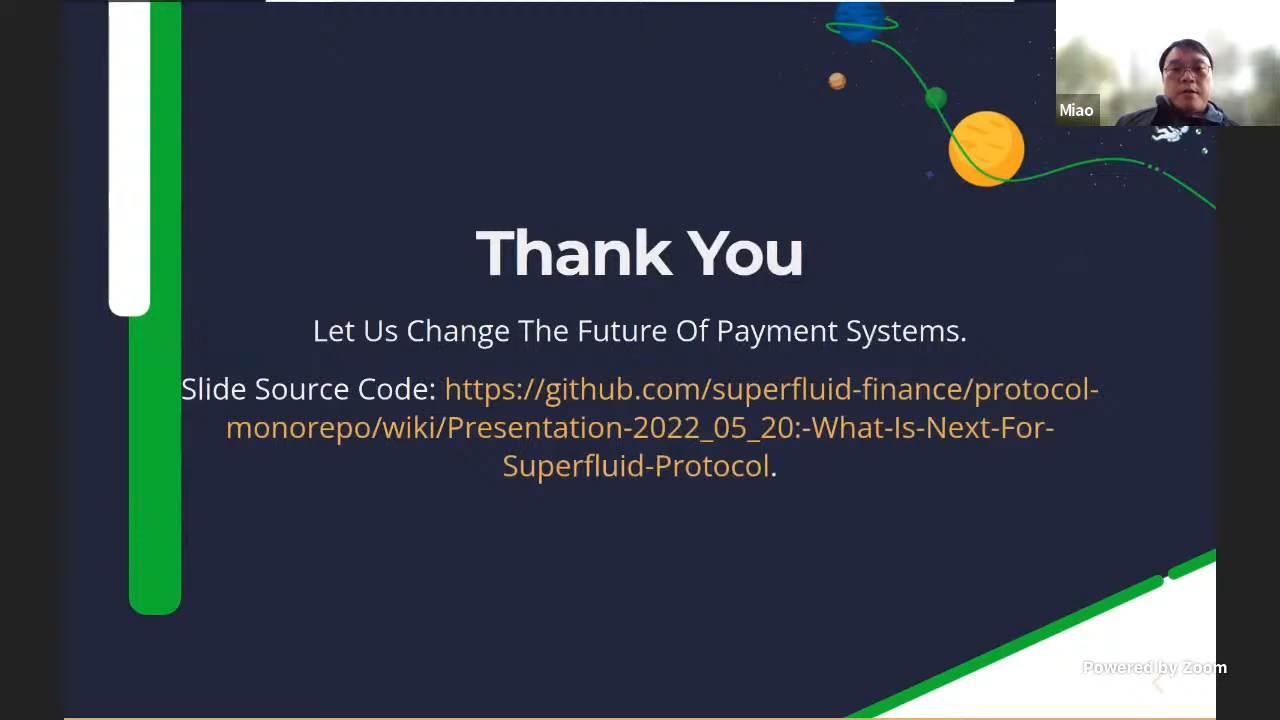 Miao
Thank You
Let Us Change The Future Of Payment Systems.
Slide Source Code: https://github.com/superfluid-finance/protocol-
monorepo/wiki/Presentation-2022_05_20:-What-Is-Next-For-
Superfluid-Protocol.
Powered by Zoom